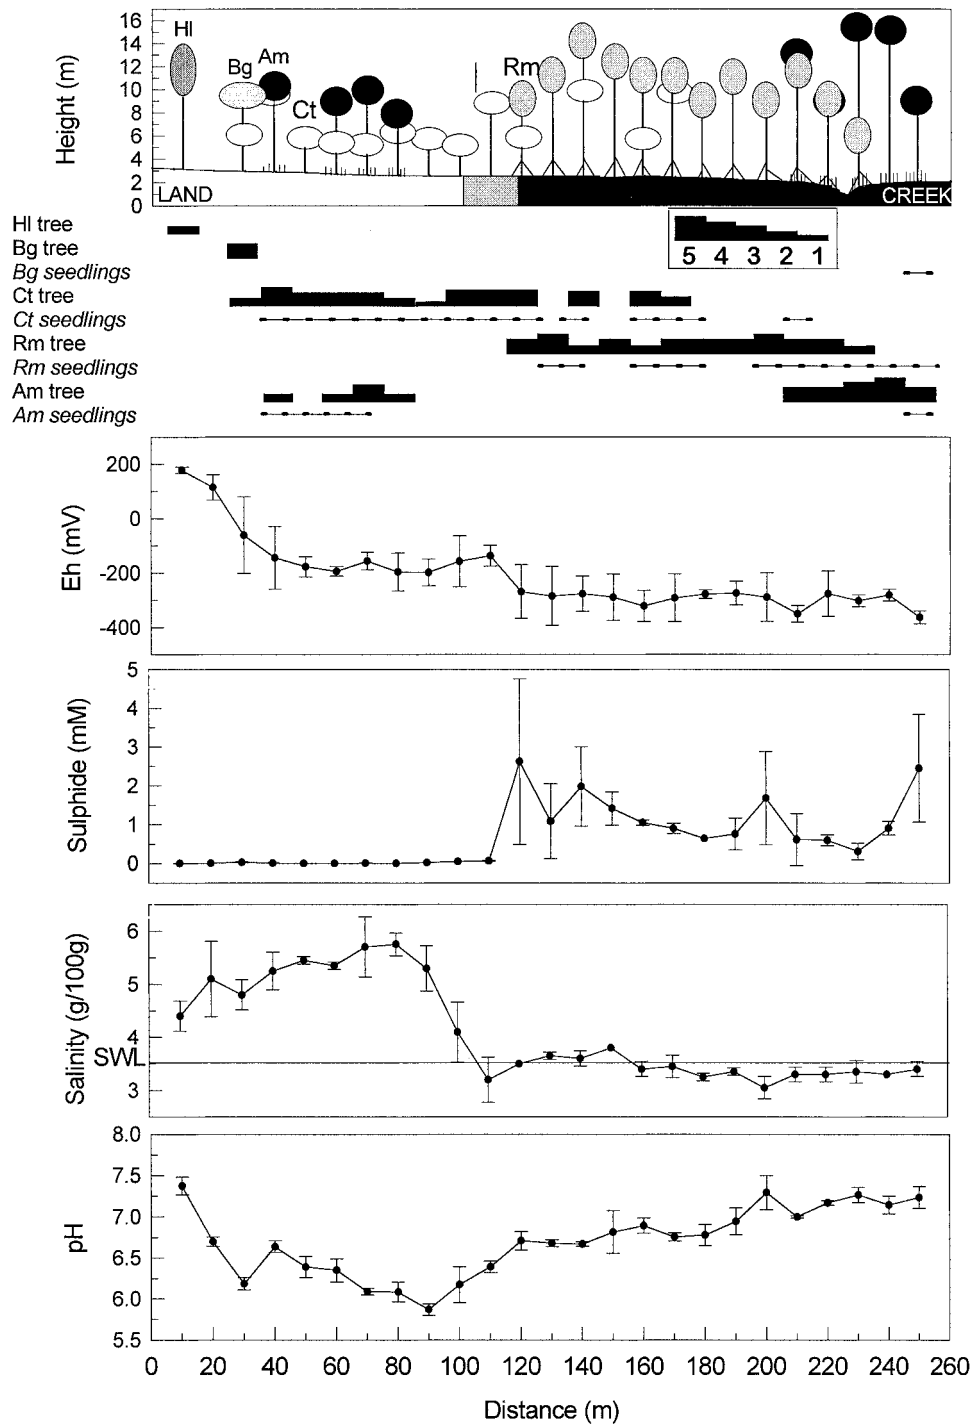 16
14
12
10
8
6
4
3
2
0
Height (m)
Hl
Bg
Am
Ct
Rm
LAND
CREEK
5 4 3 2 1
Hl tree
Bg tree
Bg seedlings
Ct tree
Ct seedlings
Rm tree
Rm seedlings
Am tree
Am seedlings
200
0
-200
-400
Eh (mV)
5
4
3
2
1
0
Sulphide (mM)
6
5
4
SWL
3
Salinity (g/100g)
8.0
7.5
7.0
6.5
6.0
5.5
pH
0 20 40 60 80 100 120 140 160 180 200 220 240 260
Distance (m)